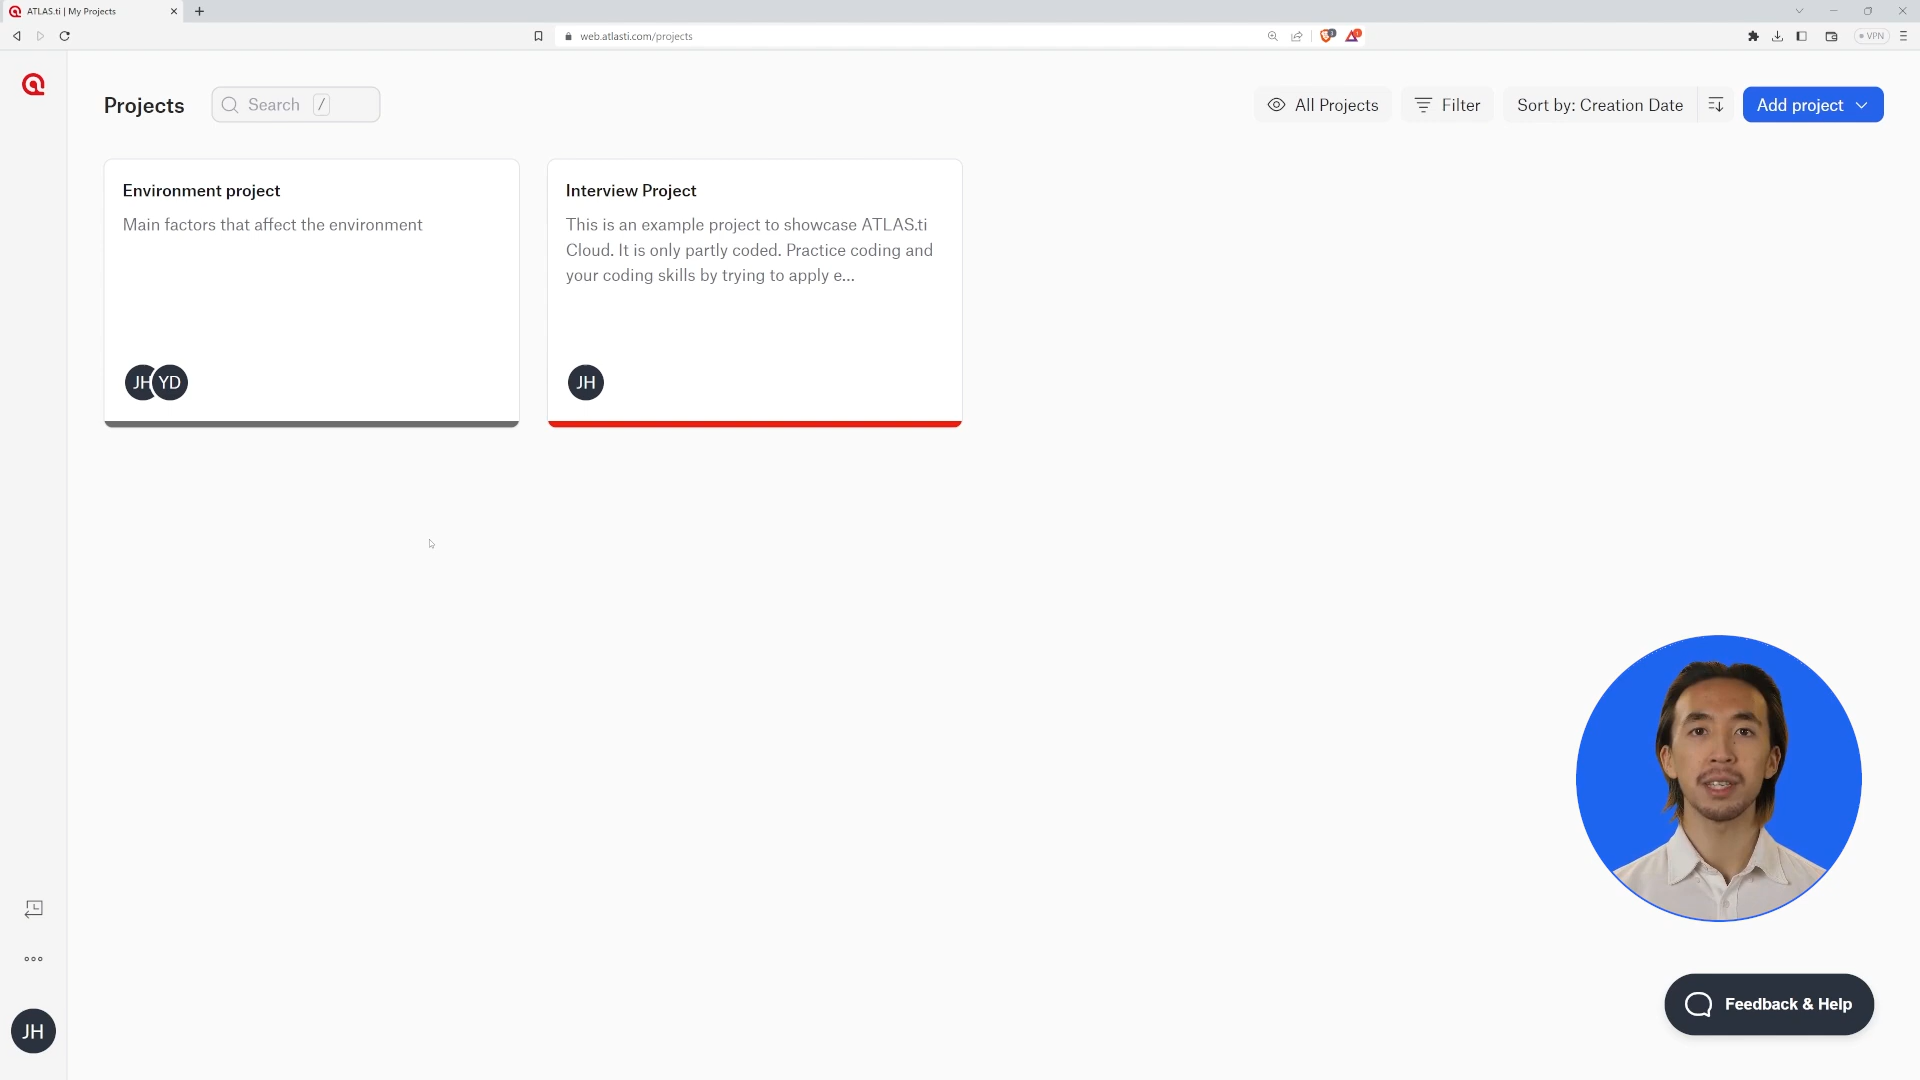 ATLAS.ti | My Projects
web.atlasti.com/projects
VPN
Projects
Search /
All Projects
Filter
Sort by: Creation Date
Add project
Environment project
Main factors that affect the environment
JH
YD
Interview Project
This is an example project to showcase ATLAS.ti
Cloud. It is only partly coded. Practice coding and
your coding skills by trying to apply e...
JH
JH
Feedback & Help